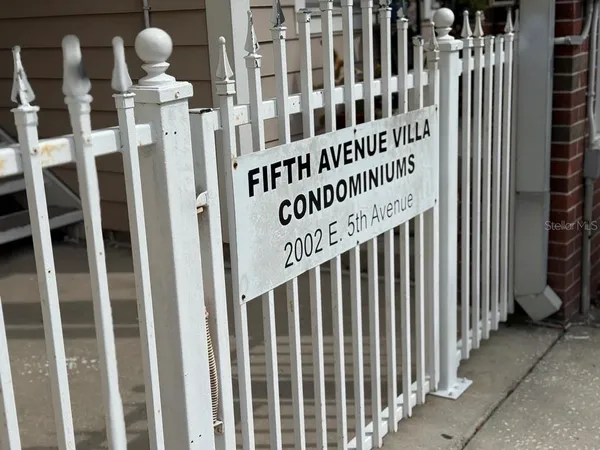 FIFTH AVENUE VILLA
CONDOMINIUMS
2002 E. 5th Avenue
Stellar MLS